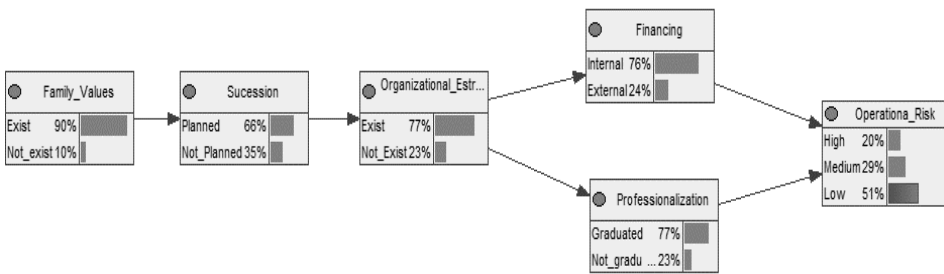 Family_Values
Exist 90%
Not_exist 10%
Sucession
Planned 66%
Not_Planned 35%
Organizational_Estr...
Exist 77%
Not_Exist 23%
Financing
Internal 76%
External 24%
Professionalization
Graduated 77%
Not_gradu ... 23%
Operationa_Risk
High 20%
Medium 29%
Low 51%